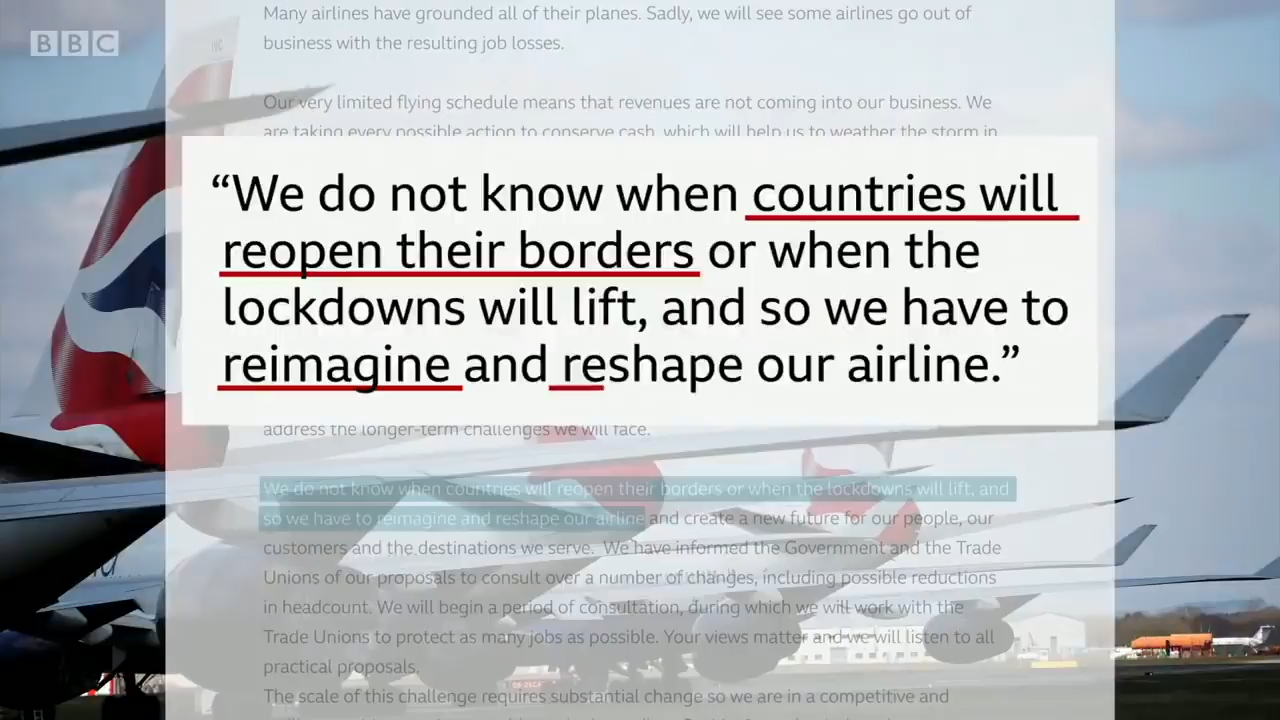 BBC
Many airlines have grounded all of their planes. Sadly, we will see some airlines go out of
business with the resulting job losses.
Our very limited flying schedule means that revenues are not coming into our business. We
are taking every possible action to conserve cash, which will help us to weather the storm in
“We do not know when countries will
reopen their borders or when the
lockdowns will lift, and so we have to
reimagine and reshape our airline.”
address the longer-term challenges we will face.
We do not know when countries will reopen their borders or when the lockdowns will lift, and
so we have to reimagine and reshape our airline and create a new future for our people, our
customers and the destinations we serve. We have informed the Government and the Trade
Unions of our proposals to consult over a number of changes, including possible reductions
in headcount. We will begin a period of consultation, during which we will work with the
Trade Unions to protect as many jobs as possible. Your views matter and we will listen to all
practical proposals.
The scale of this challenge requires substantial change so we are in a competitive and